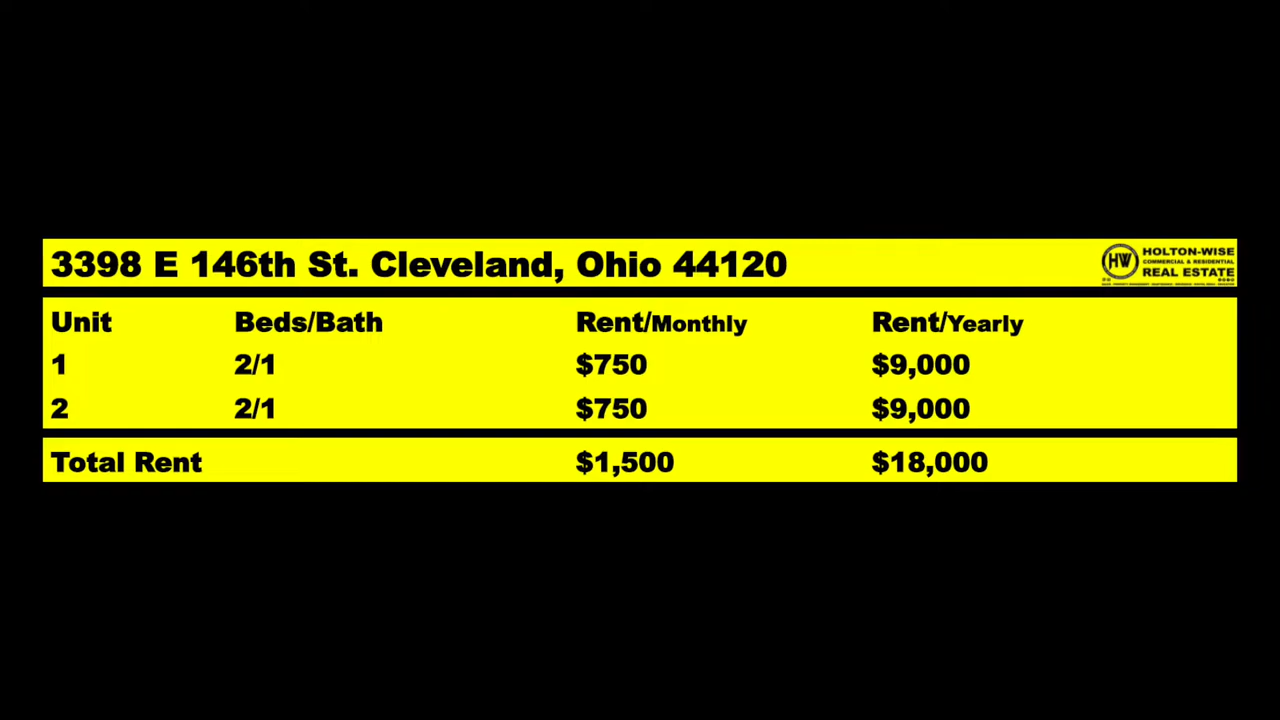 3398 E 146th St. Cleveland, Ohio 44120
HW
HOLTON-WISE
COMMERCIAL & RESIDENTIAL
REAL ESTATE
Unit Beds/Bath Rent/Monthly Rent/Yearly
1 2/1 $750 $9,000
2 2/1 $750 $9,000
Total Rent $1,500 $18,000